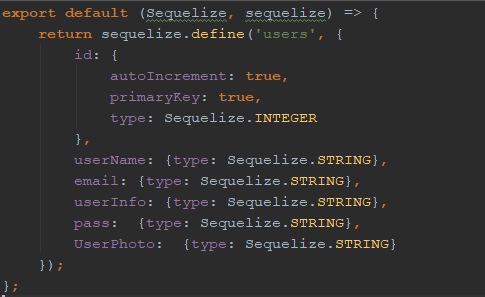 export default (Sequelize, sequelize) => {
    return sequelize.define('users', {
        id: {
            autoIncrement: true,
            primaryKey: true,
            type: Sequelize.INTEGER
        },
        userName: {type: Sequelize.STRING},
        email: {type: Sequelize.STRING},
        userInfo: {type: Sequelize.STRING},
        pass:  {type: Sequelize.STRING},
        UserPhoto:  {type: Sequelize.STRING}
    });
};